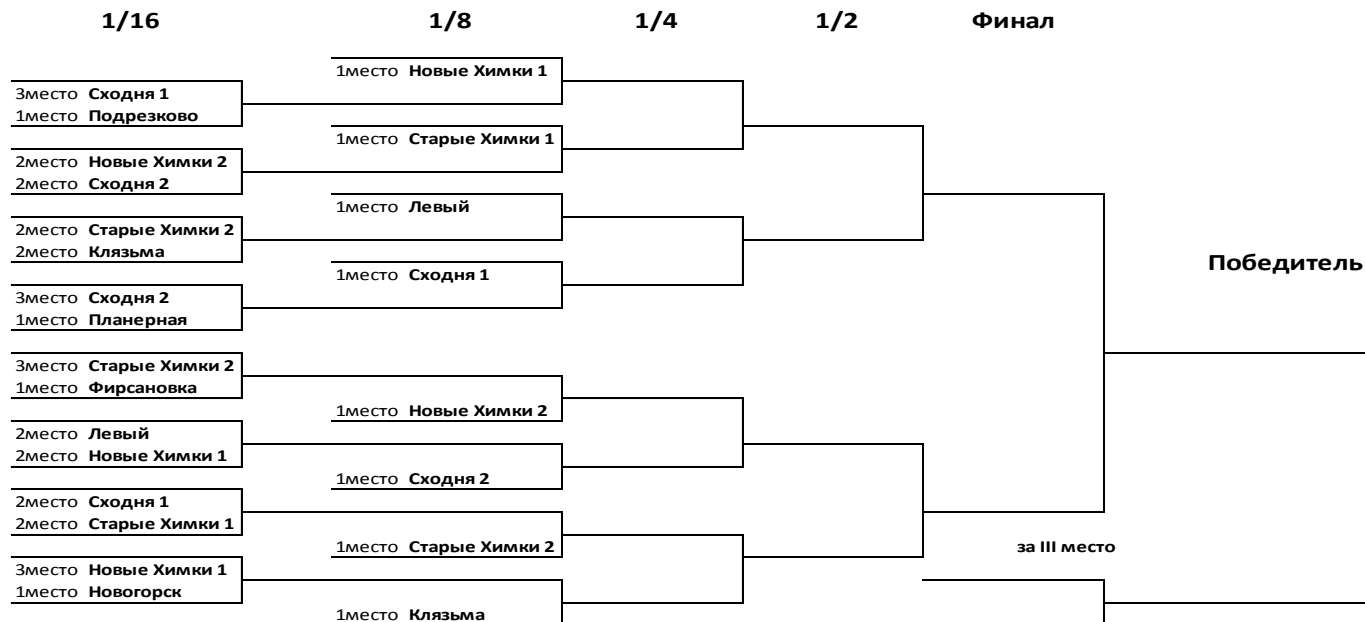 1/16 1/8 1/4 1/2 Финал
1место Новые Химки 1
3место Сходня 1
1место Подрезково
1место Старые Химки 1
2место Новые Химки 2
2место Сходня 2
1место Левый
2место Старые Химки 2
2место Клязьма
Победитель
1место Сходня 1
3место Сходня 2
1место Планерная
3место Старые Химки 2
1место Фирсановка
1место Новые Химки 2
2место Левый
2место Новые Химки 1
1место Сходня 2
2место Сходня 1
2место Старые Химки 1
1место Старые Химки 2
за III место
3место Новые Химки 1
1место Новогорск
1место Клязьма